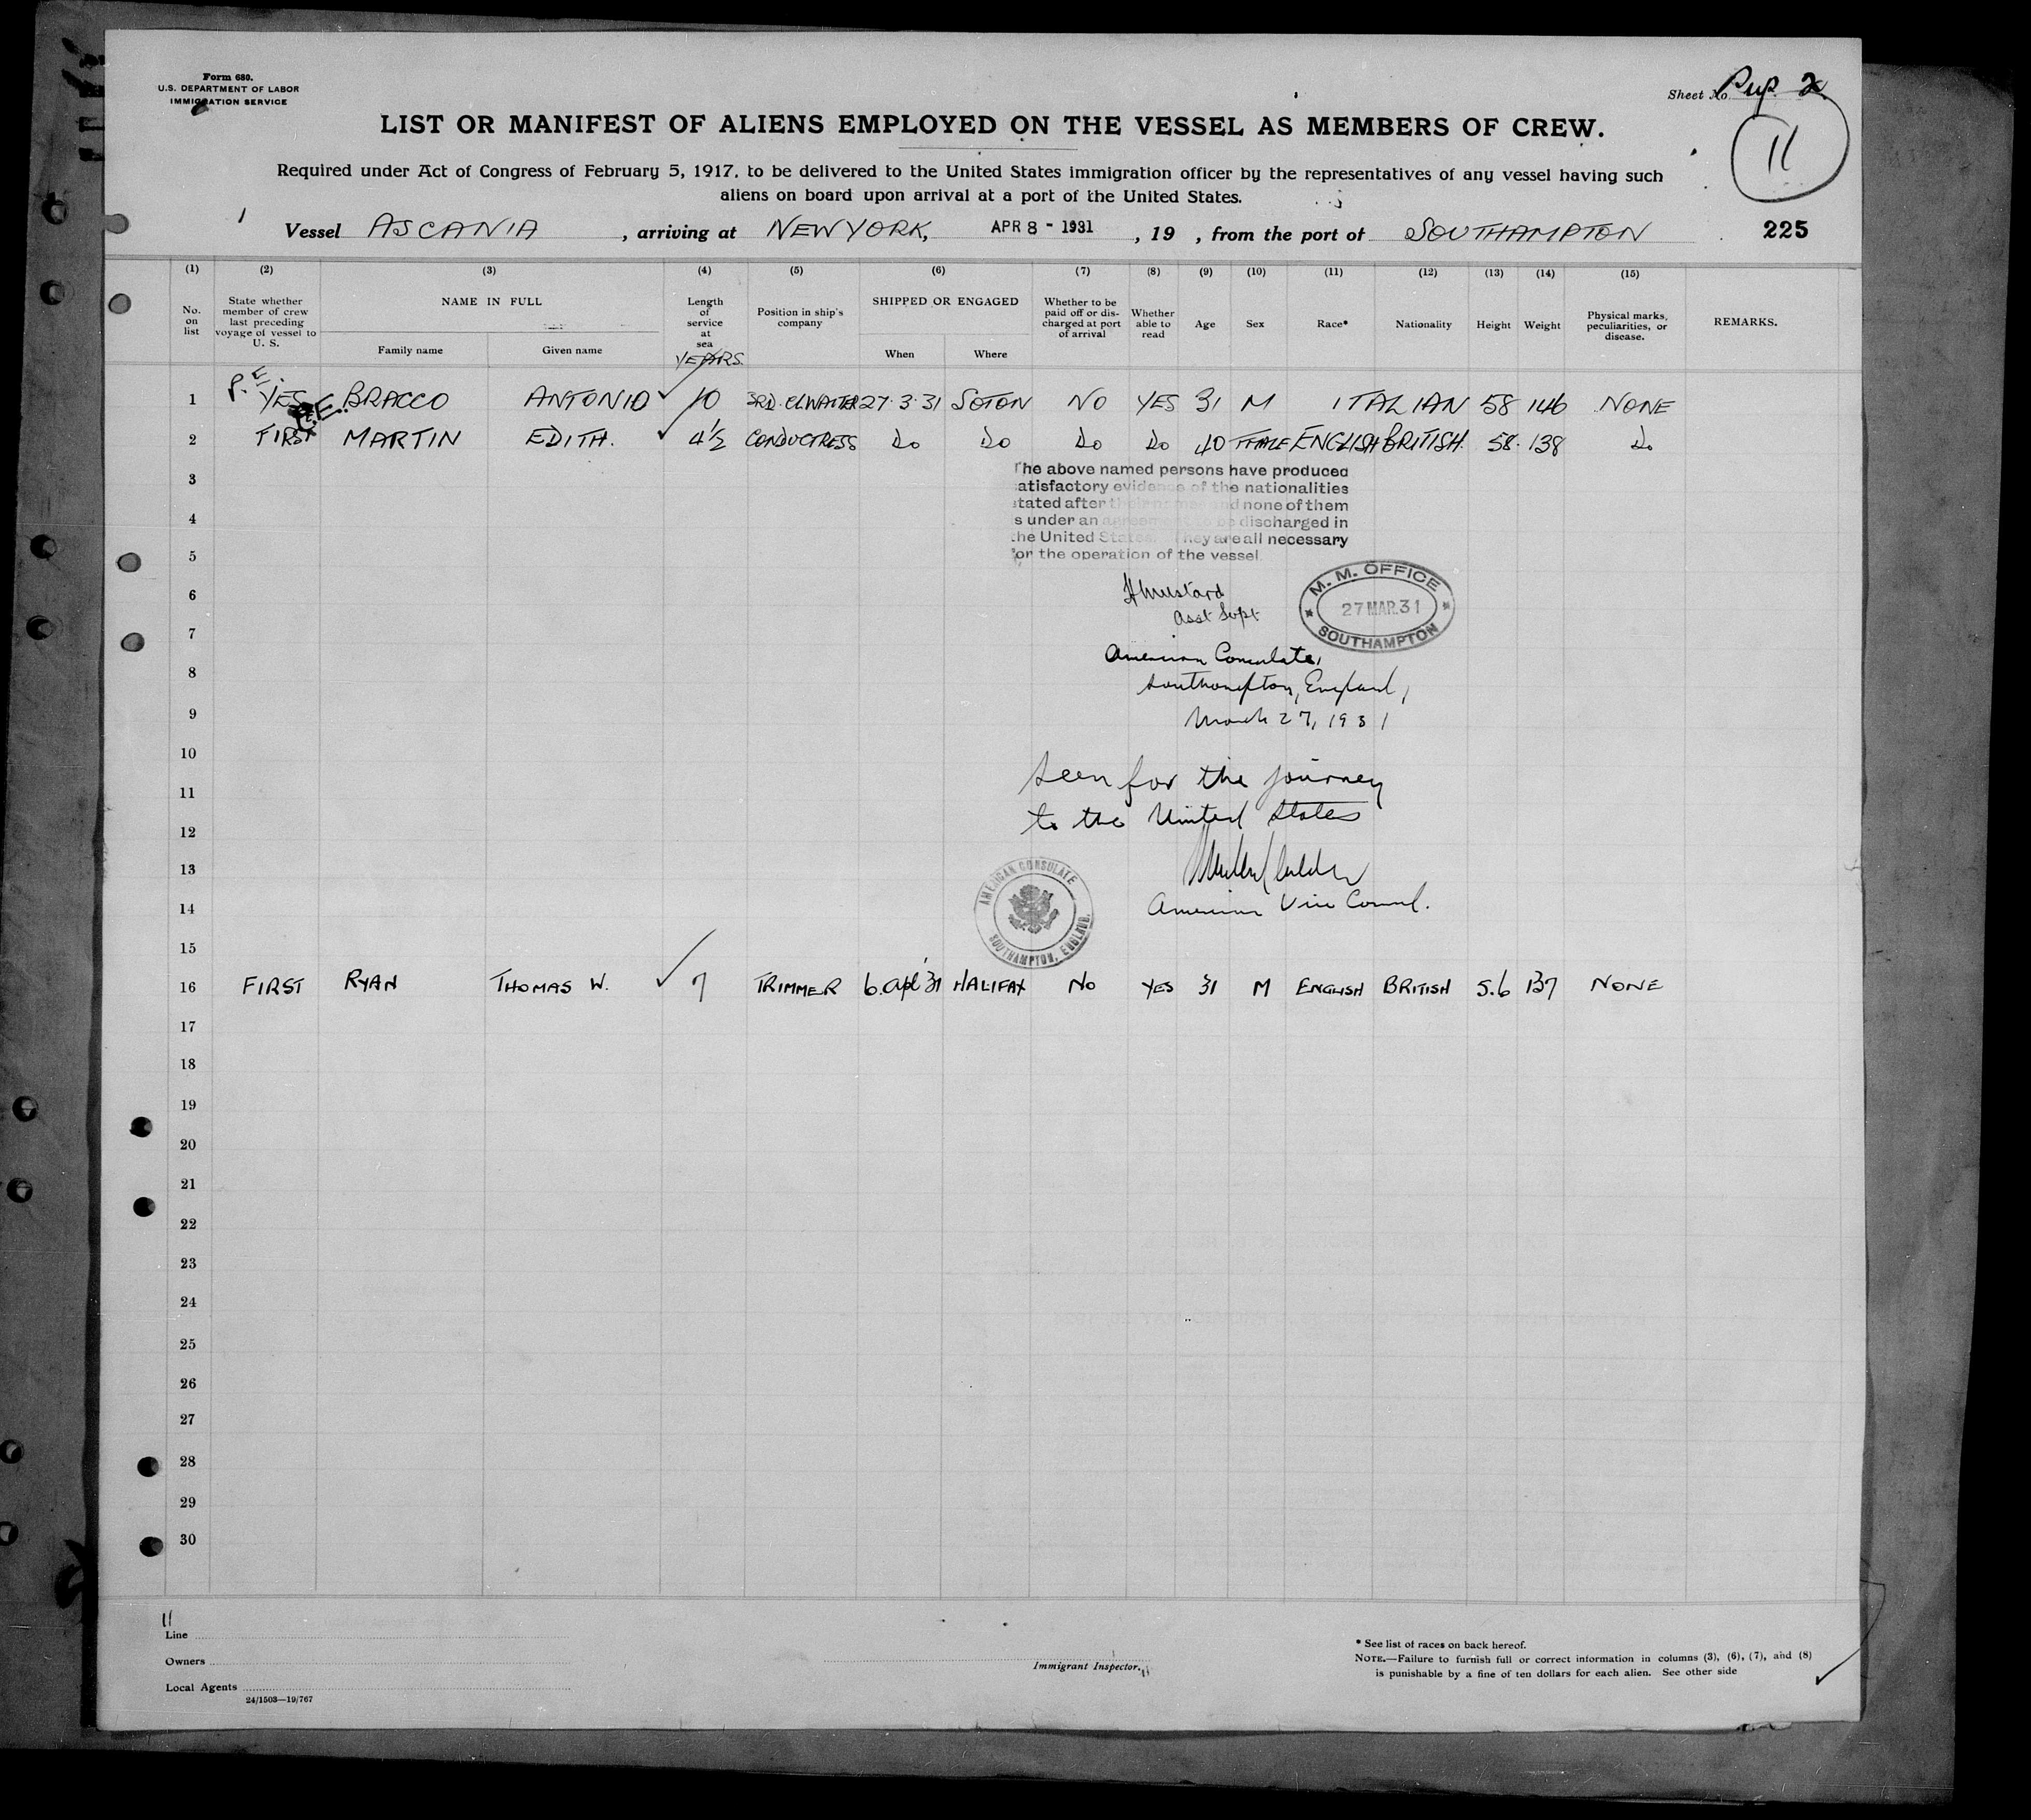 Form 680.
U.S. DEPARTMENT OF LABOR
IMMIGRATION SERVICE
Sheet No.
11
LIST OR MANIFEST OF ALIENS EMPLOYED ON THE VESSEL AS MEMBERS OF CREW.
Required under Act of Congress of February 5, 1917, to be delivered to the United States immigration officer by the representatives of any vessel having such
aliens on board upon arrival at a port of the United States.
Vessel ASCANIA, arriving at NEW YORK, APR 8 - 1931, 19 , from the port of SOUTHAMPTON 225
(1) (2) (3) (4) (5) (6) (7) (8) (9) (10) (11) (12) (13) (14) (15)
No. on list
State whether member of crew last preceding voyage of vessel to U. S.
NAME IN FULL
Family name
Given name
Length of service at sea
YEARS.
Position in ship's company
SHIPPED OR ENGAGED
When
Where
Whether to be paid off or dis-charged at port of arrival
Whether able to read
Age
Sex
Race*
Nationality
Height
Weight
Physical marks, peculiarities, or disease.
REMARKS.
P.E.
1 YES BRACCO ANTONIO 10 3RD. CL WAITER 27·3·31 SOTON NO YES 31 M ITALIAN 58 146 NONE
2 FIRST MARTIN EDITH. 4½ CONDUCTRESS Do Do Do Do 40 ENGLISH BRITISH. 58· 138 Do
3
4
5
6
7
8
9
10
11
12
13
14
15
The above named persons have produced
satisfactory evidence of the nationalities
stated after their names and none of them
s under an agreement to be discharged in
the United States. They are all necessary
for the operation of the vessel
HMustard
Asst Supt
M. M. OFFICE
27 MAR. 31
SOUTHAMPTON
American Consulate,
Southampton, England,
March 27, 1931
Seen for the journey
to the United States
American Vice Consul.
AMERICAN CONSULATE
SOUTHAMPTON, ENGLAND.
16 FIRST RYAN THOMAS W. 7 TRIMMER 6. Apl '31 HALIFAX NO YES 31 M ENGLISH BRITISH 5.6 137 NONE
17
18
19
20
21
22
23
24
25
26
27
28
29
30
11
Line
Owners
Local Agents
24/1503—19/767
Immigrant Inspector.
* See list of races on back hereof.
NOTE.—Failure to furnish full or correct information in columns (3), (6), (7), and (8)
is punishable by a fine of ten dollars for each alien. See other side